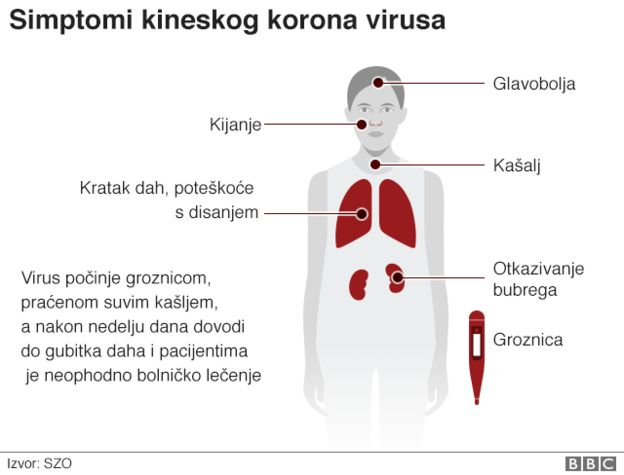 Simptomi kineskog korona virusa
Glavobolja
Kijanje
Kašalj
Kratak dah, poteškoće
s disanjem
Otkazivanje
bubrega
Groznica
Virus počinje groznicom,
praćenom suvim kašljem,
a nakon nedelju dana dovodi
do gubitka daha i pacijentima
je neophodno bolničko lečenje
Izvor: SZO
BBC